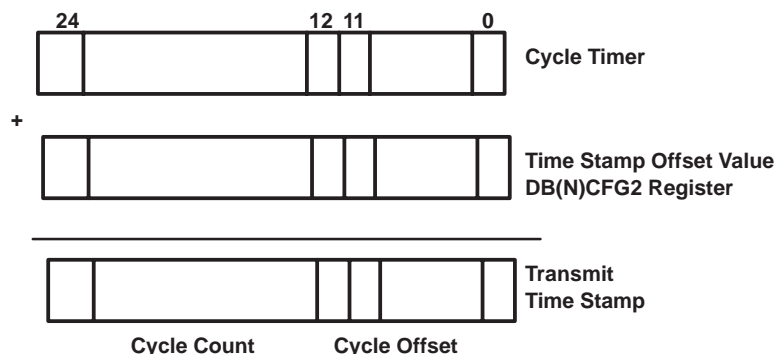 24 12 11 0
Cycle Timer
+
Time Stamp Offset Value
DB(N)CFG2 Register
Transmit
Time Stamp
Cycle Count Cycle Offset